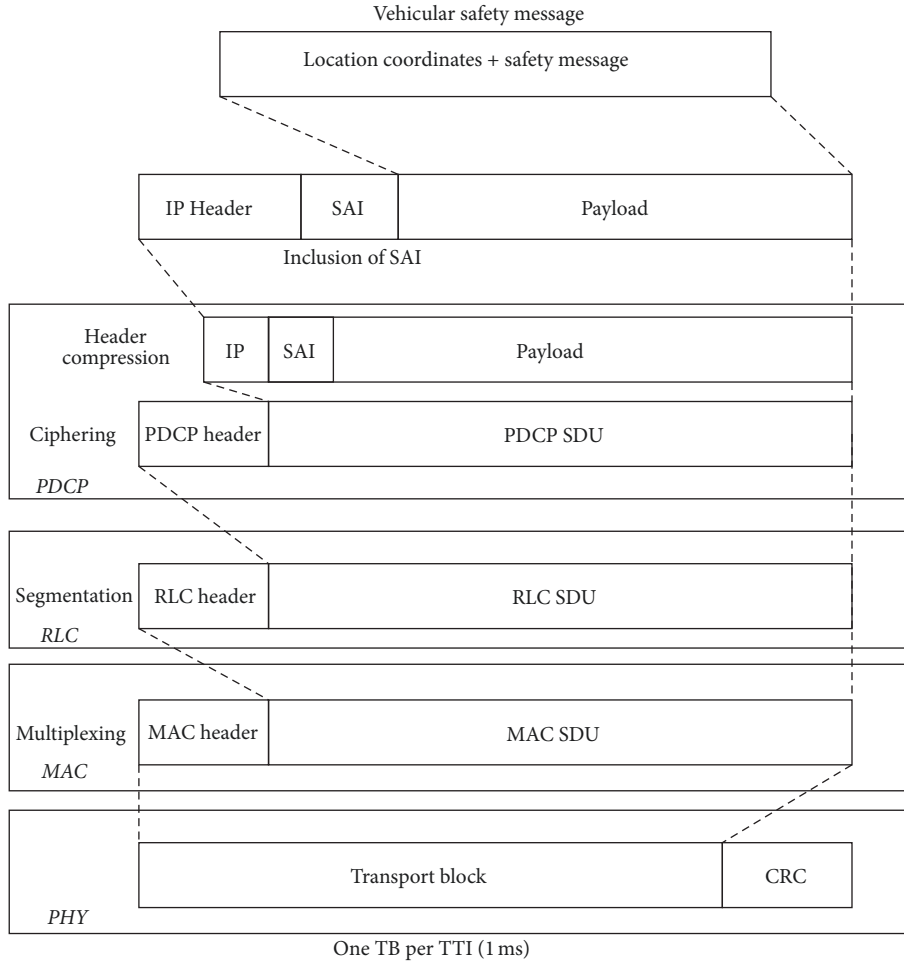 Vehicular safety message
Location coordinates + safety message
IP Header
SAI
Payload
Inclusion of SAI
Header
compression
IP
SAI
Payload
Ciphering
PDCP header
PDCP SDU
PDCP
Segmentation
RLC header
RLC SDU
RLC
Multiplexing
MAC header
MAC SDU
MAC
Transport block
CRC
PHY
One TB per TTI (1 ms)